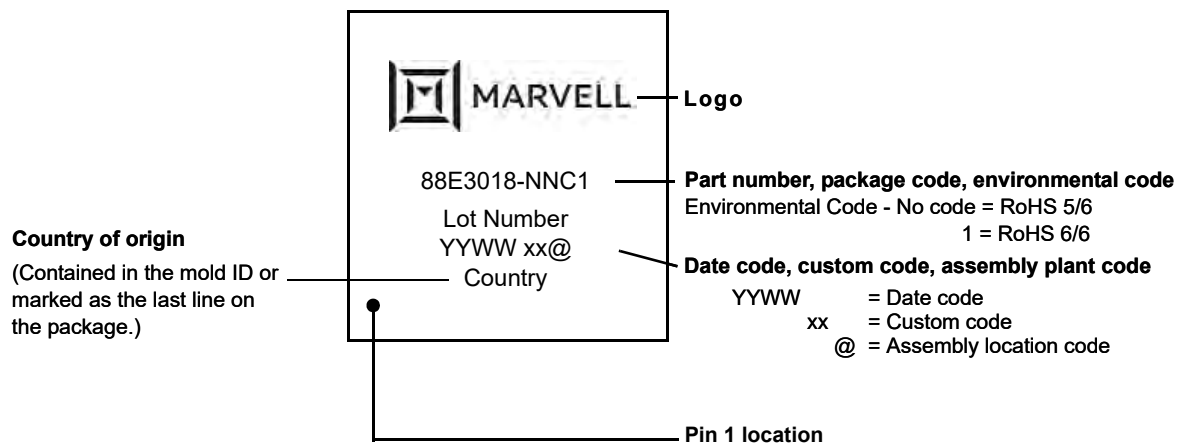 MARVELL
Logo
88E3018-NNC1
Part number, package code, environmental code
Environmental Code - No code = RoHS 5/6
1 = RoHS 6/6
Lot Number
YYWW xx@
Country
Country of origin
(Contained in the mold ID or
marked as the last line on
the package.)
Date code, custom code, assembly plant code
YYWW = Date code
xx = Custom code
@ = Assembly location code
Pin 1 location